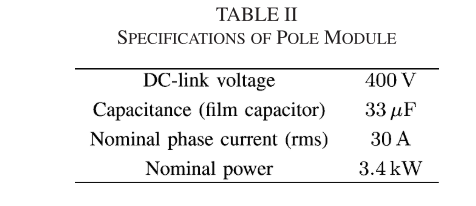 TABLE II
SPECIFICATIONS OF POLE MODULE
DC-link voltage 400 V
Capacitance (film capacitor) 33 μF
Nominal phase current (rms) 30 A
Nominal power 3.4 kW